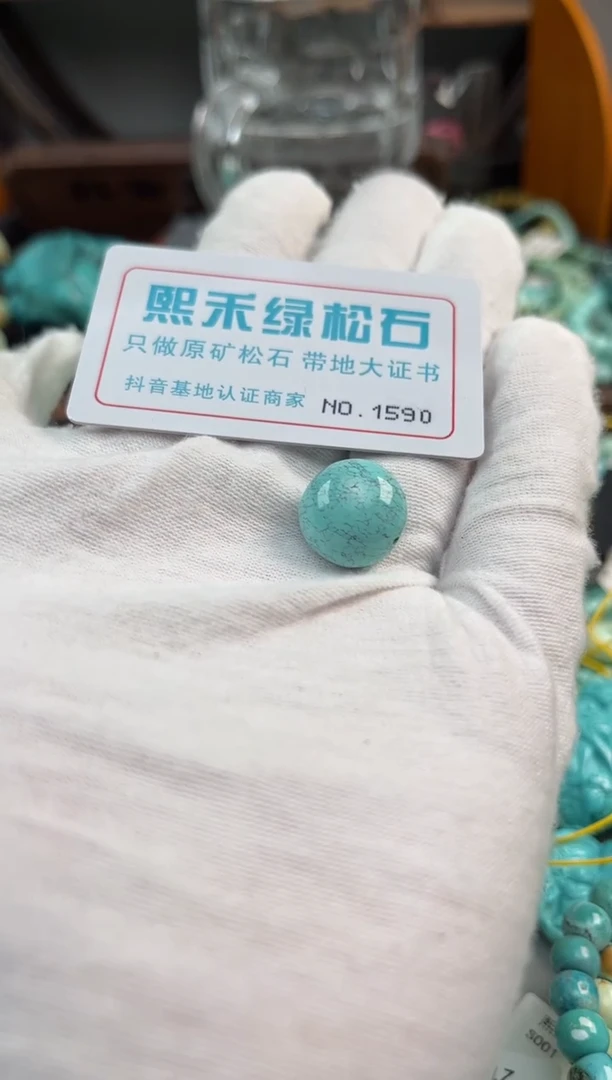 熙禾绿松石
只做原矿松石 带地大证书
抖音基地认证商家 NO.1590
S001